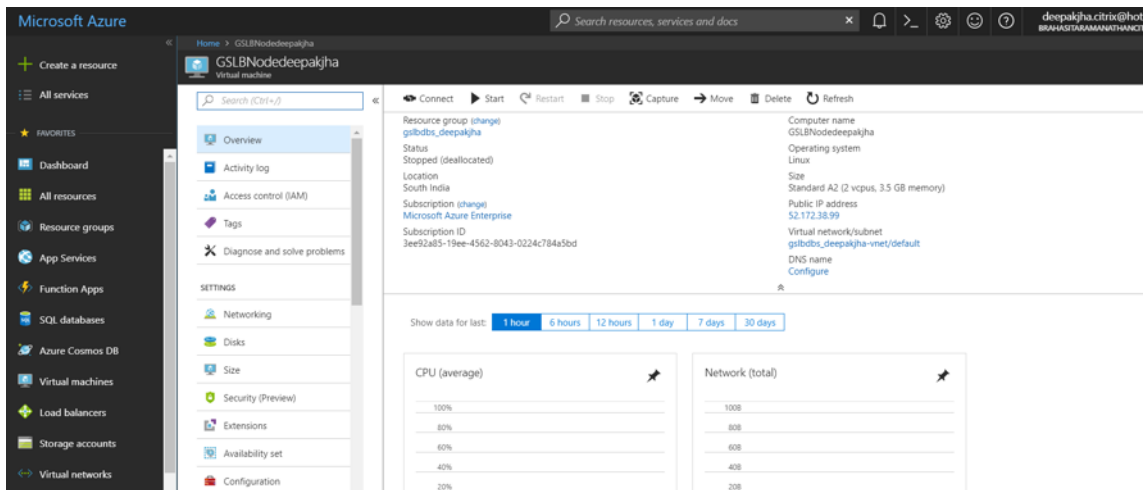 Microsoft Azure
Search resources, services and docs
deepakjha.citrix@hot
BRAHASITARAMANATHANCIT
Create a resource
All services
FAVORITES
Dashboard
All resources
Resource groups
App Services
Function Apps
SQL databases
Azure Cosmos DB
Virtual machines
Load balancers
Storage accounts
Virtual networks
Home > GSLBNodedeepakjha
GSLBNodedeepakjha
Virtual machine
Search (Ctrl+/)
Overview
Activity log
Access control (IAM)
Tags
Diagnose and solve problems
SETTINGS
Networking
Disks
Size
Security (Preview)
Extensions
Availability set
Configuration
Connect Start Restart Stop Capture Move Delete Refresh
Resource group (change)
gslbdbs_deepakjha
Status
Stopped (deallocated)
Location
South India
Subscription (change)
Microsoft Azure Enterprise
Subscription ID
3ee92a85-19ee-4562-8043-0224c784a5bd
Computer name
GSLBNodedeepakjha
Operating system
Linux
Size
Standard A2 (2 vcpus, 3.5 GB memory)
Public IP address
52.172.38.99
Virtual network/subnet
gslbdbs_deepakjha-vnet/default
DNS name
Configure
Show data for last: 1 hour 6 hours 12 hours 1 day 7 days 30 days
CPU (average)
100%
80%
60%
40%
20%
Network (total)
100B
80B
60B
40B
20B